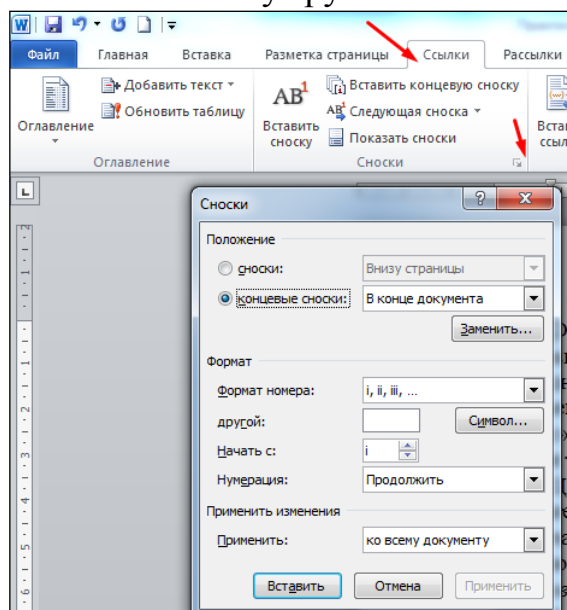 Файл Главная Вставка Разметка страницы Ссылки Рассылки
Оглавление
Добавить текст
Обновить таблицу
Оглавление
AB¹
Вставить сноску
Вставить концевую сноску
Следующая сноска
Показать сноски
Сноски
Сноски
Положение
сноски: Внизу страницы
концевые сноски: В конце документа
Заменить...
Формат
Формат номера: i, ii, iii, ...
другой: Символ...
Начать с: i
Нумерация: Продолжить
Применить изменения
Применить: ко всему документу
Вставить Отмена Применить